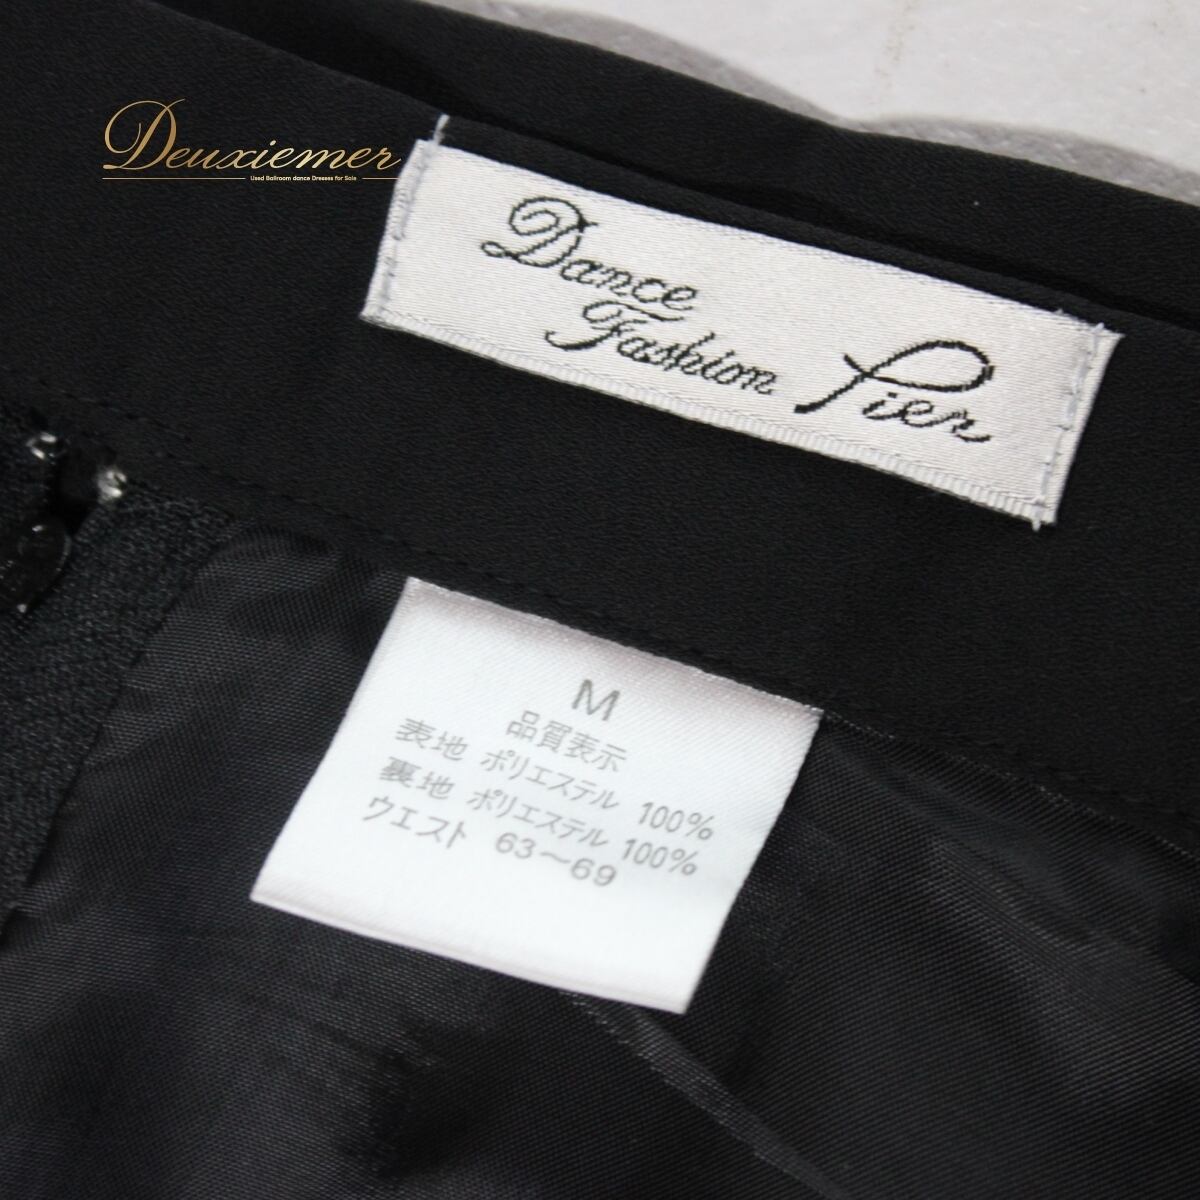 Deuxiemer
Used Ballroom dance Dresses for Sale
Dance
Fashion Pier
M
品質表示
表地 ポリエステル 100%
裏地 ポリエステル 100%
ウエスト 63～69